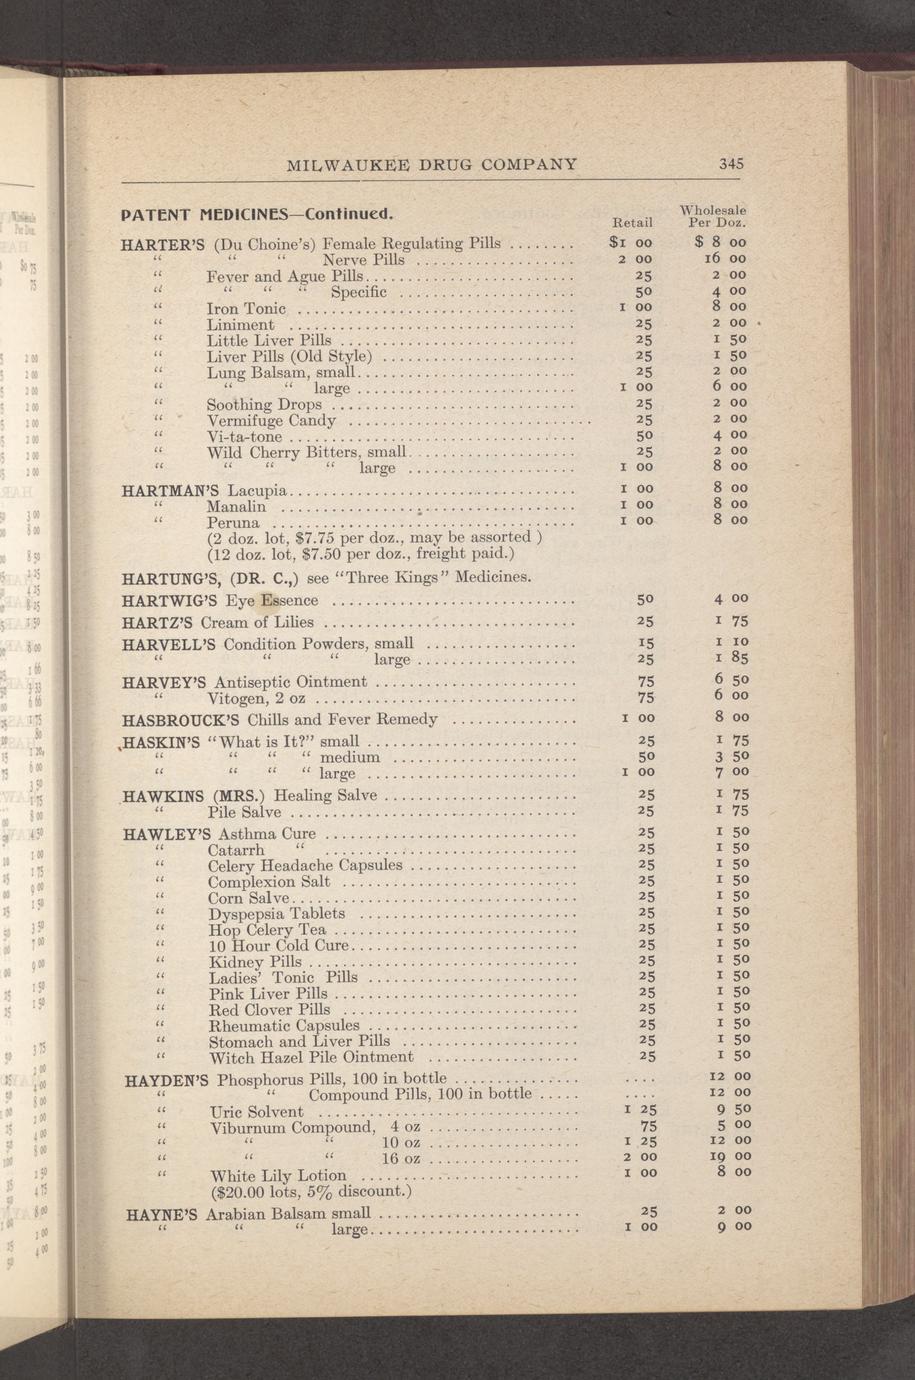 MILWAUKEE DRUG COMPANY 345
PATENT MEDICINES—Continued. Retail Wholesale Per Doz.
HARTER'S (Du Choine's) Female Regulating Pills ........ $1 00 $ 8 00
“ “ “ Nerve Pills .................. 2 00 16 00
“ Fever and Ague Pills.......................... 25 2 00
“ “ “ “ Specific ...................... 50 4 00
“ Iron Tonic .................................. 1 00 8 00
“ Liniment .................................... 25 2 00
“ Little Liver Pills ............................. 25 1 50
“ Liver Pills (Old Style) ........................ 25 1 50
“ Lung Balsam, small........................... 25 2 00
“ “ “ large ........................... 1 00 6 00
“ Soothing Drops .............................. 25 2 00
“ Vermifuge Candy .............................. 25 2 00
“ Vi-ta-tone .................................... 50 4 00
“ Wild Cherry Bitters, small..................... 25 2 00
“ “ “ “ large ..................... 1 00 8 00
HARTMAN'S Lacupia.................................... 1 00 8 00
“ Manalin ..................................... 1 00 8 00
“ Peruna ...................................... 1 00 8 00
(2 doz. lot, $7.75 per doz., may be assorted )
(12 doz. lot, $7.50 per doz., freight paid.)
HARTUNG'S, (DR. C.,) see “Three Kings” Medicines.
HARTWIG'S Eye Essence .............................. 50 4 00
HARTZ'S Cream of Lilies ................................ 25 1 75
HARVELL'S Condition Powders, small .................. 15 1 10
“ “ “ large .................... 25 1 85
HARVEY'S Antiseptic Ointment ......................... 75 6 50
“ Vitogen, 2 oz ................................. 75 6 00
HASBROUCK'S Chills and Fever Remedy ............... 1 00 8 00
HASKIN'S “What is It?” small .......................... 25 1 75
“ “ “ “ medium ....................... 50 3 50
“ “ “ “ large .......................... 1 00 7 00
HAWKINS (MRS.) Healing Salve ........................ 25 1 75
“ Pile Salve .................................... 25 1 75
HAWLEY'S Asthma Cure ................................ 25 1 50
“ Catarrh “ ................................ 25 1 50
“ Celery Headache Capsules ..................... 25 1 50
“ Complexion Salt ............................. 25 1 50
“ Corn Salve.................................... 25 1 50
“ Dyspepsia Tablets ........................... 25 1 50
“ Hop Celery Tea ............................... 25 1 50
“ 10 Hour Cold Cure............................. 25 1 50
“ Kidney Pills .................................. 25 1 50
“ Ladies' Tonic Pills .......................... 25 1 50
“ Pink Liver Pills ............................... 25 1 50
“ Red Clover Pills ............................. 25 1 50
“ Rheumatic Capsules .......................... 25 1 50
“ Stomach and Liver Pills ...................... 25 1 50
“ Witch Hazel Pile Ointment ................... 25 1 50
HAYDEN'S Phosphorus Pills, 100 in bottle ............... .... 12 00
“ “ Compound Pills, 100 in bottle ..... .... 12 00
“ Uric Solvent ................................. 1 25 9 50
“ Viburnum Compound, 4 oz ................... 75 5 00
“ “ “ 10 oz ................... 1 25 12 00
“ “ “ 16 oz ................... 2 00 19 00
“ White Lily Lotion ........................... 1 00 8 00
($20.00 lots, 5% discount.)
HAYNE'S Arabian Balsam small ......................... 25 2 00
“ “ “ large.......................... 1 00 9 00